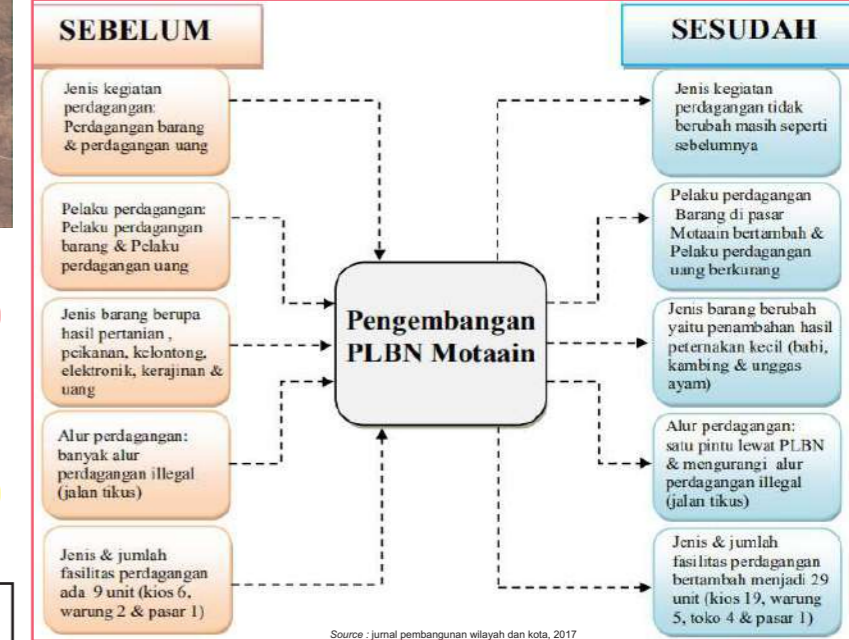 SEBELUM
Jenis kegiatan
perdagangan:
Perdagangan barang
& perdagangan uang
Pelaku perdagangan:
Pelaku perdagangan
barang & Pelaku
perdagangan uang
Jenis barang berupa
hasil pertanian ,
peikanan, kelontong,
elektronik, kerajinan &
uang
Alur perdagangan:
banyak alur
perdagangan illegal
(jalan tikus)
Jenis & jumlah
fasilitas perdagangan
ada 9 unit (kios 6,
warung 2 & pasar 1)
Pengembangan
PLBN Motaain
SESUDAH
Jenis kegiatan
perdagangan tidak
berubah masih seperti
sebelumnya
Pelaku perdagangan
Barang di pasar
Motaain bertambah &
Pelaku perdagangan
uang berkurang
Jenis barang berubah
yaitu penambahan hasil
peternakan kecil (babi,
kambing & unggas
ayam)
Alur perdagangan:
satu pintu lewat PLBN
& mengurangi alur
perdagangan illegal
(jalan tikus)
Jenis & jumlah
fasilitas perdagangan
bertambah menjadi 29
unit (kios 19, warung
5, toko 4 & pasar 1)
Source : jurnal pembangunan wilayah dan kota, 2017